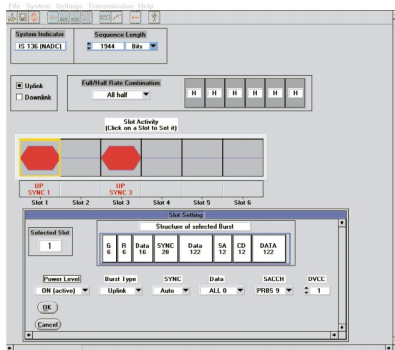 File System Settings Transmission Help
System Indicator
IS 136 (NADC)
Sequence Length
1944 Bits
Uplink
Downlink
Full/Half Rate Combination
All half
H H H H H H
Slot Activity
(Click on a Slot to Set it)
UP UP
SYNC 1 SYNC 3
Slot 1 Slot 2 Slot 3 Slot 4 Slot 5 Slot 6
Slot Setting
Structure of selected Burst
Selected Slot
1
G R Data SYNC Data SA CD DATA
6 6 16 28 122 12 12 122
Power Level Burst Type SYNC Data SACCH DVCC
ON (active) Uplink Auto ALL 0 PRBS 9 1
OK
Cancel